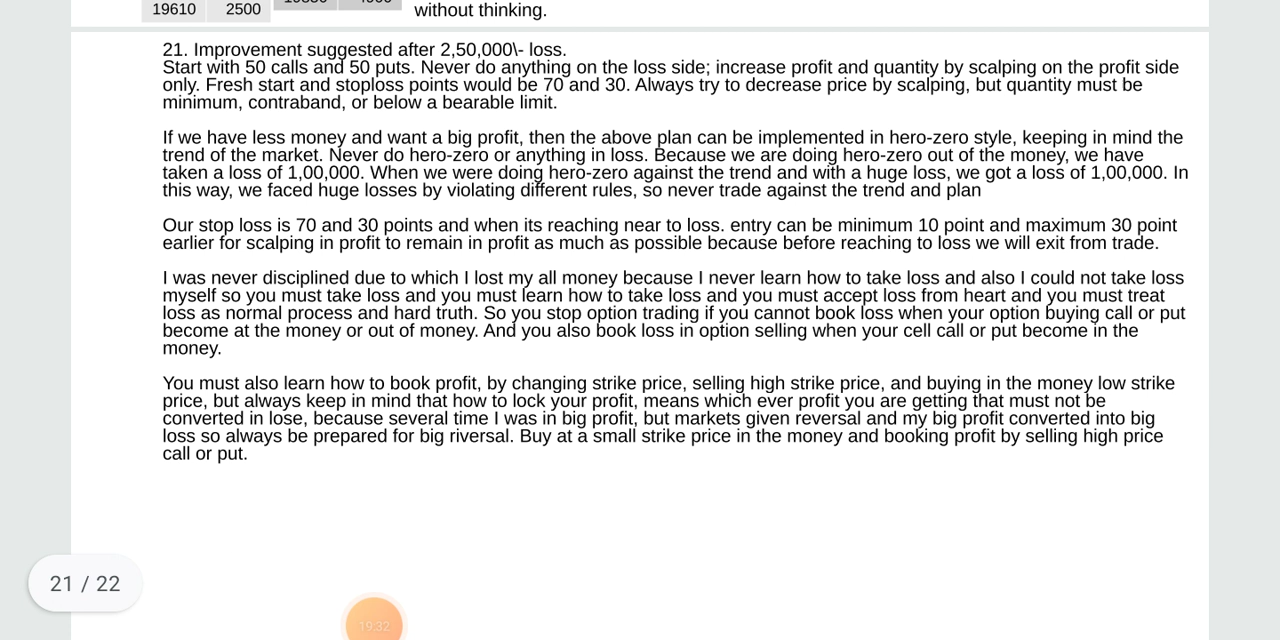 19610 2500
without thinking.
21. Improvement suggested after 2,50,000\- loss.
Start with 50 calls and 50 puts. Never do anything on the loss side; increase profit and quantity by scalping on the profit side
only. Fresh start and stoploss points would be 70 and 30. Always try to decrease price by scalping, but quantity must be
minimum, contraband, or below a bearable limit.
If we have less money and want a big profit, then the above plan can be implemented in hero-zero style, keeping in mind the
trend of the market. Never do hero-zero or anything in loss. Because we are doing hero-zero out of the money, we have
taken a loss of 1,00,000. When we were doing hero-zero against the trend and with a huge loss, we got a loss of 1,00,000. In
this way, we faced huge losses by violating different rules, so never trade against the trend and plan
Our stop loss is 70 and 30 points and when its reaching near to loss. entry can be minimum 10 point and maximum 30 point
earlier for scalping in profit to remain in profit as much as possible because before reaching to loss we will exit from trade.
I was never disciplined due to which I lost my all money because I never learn how to take loss and also I could not take loss
myself so you must take loss and you must learn how to take loss and you must accept loss from heart and you must treat
loss as normal process and hard truth. So you stop option trading if you cannot book loss when your option buying call or put
become at the money or out of money. And you also book loss in option selling when your cell call or put become in the
money.
You must also learn how to book profit, by changing strike price, selling high strike price, and buying in the money low strike
price, but always keep in mind that how to lock your profit, means which ever profit you are getting that must not be
converted in lose, because several time I was in big profit, but markets given reversal and my big profit converted into big
loss so always be prepared for big riversal. Buy at a small strike price in the money and booking profit by selling high price
call or put.
21 / 22
19:32